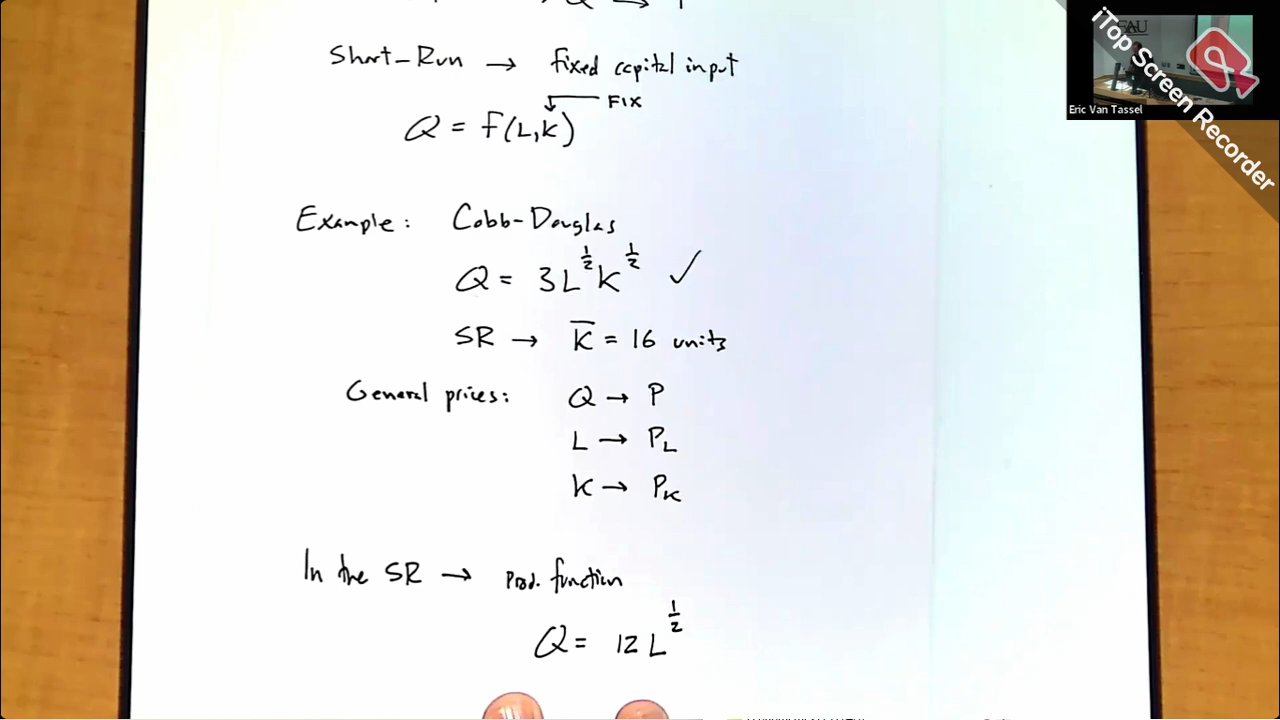 Q → P
Short-Run → fixed capital input
FIX
Q = f(L,K)
Example: Cobb-Douglas
Q = 3L^½ K^½ ✓
SR → K̅ = 16 units
General prices: Q → P
L → P_L
K → P_K
In the SR → Prod. function
Q = 12 L^½
FAU
Eric Van Tassel
iTop Screen Recorder